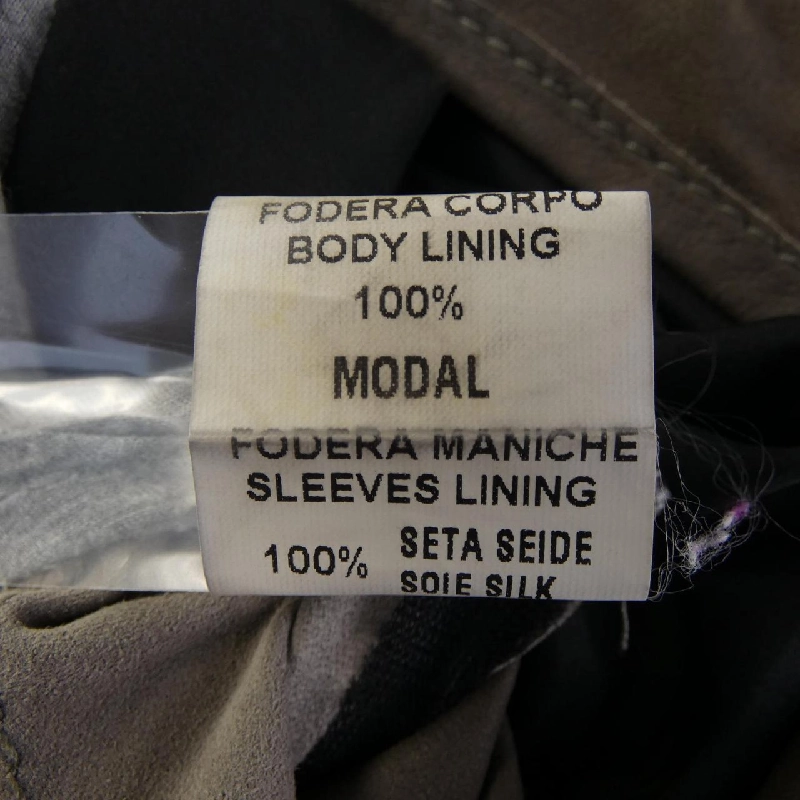 FODERA CORPO
BODY LINING
100%
MODAL
FODERA MANICHE
SLEEVES LINING
100% SETA SEIDE
SOIE SILK